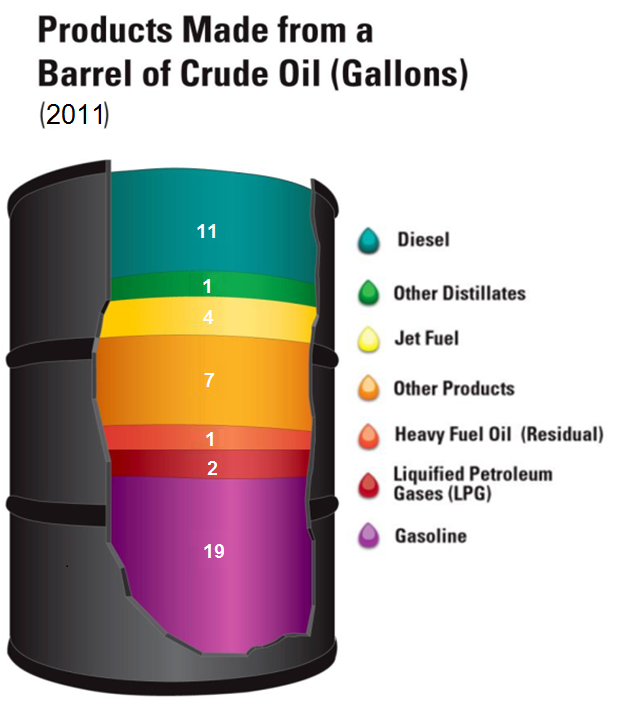 Products Made from a
Barrel of Crude Oil (Gallons)
(2011)
11
Diesel
1
Other Distillates
4
Jet Fuel
7
Other Products
1
Heavy Fuel Oil (Residual)
2
Liquified Petroleum
Gases (LPG)
19
Gasoline